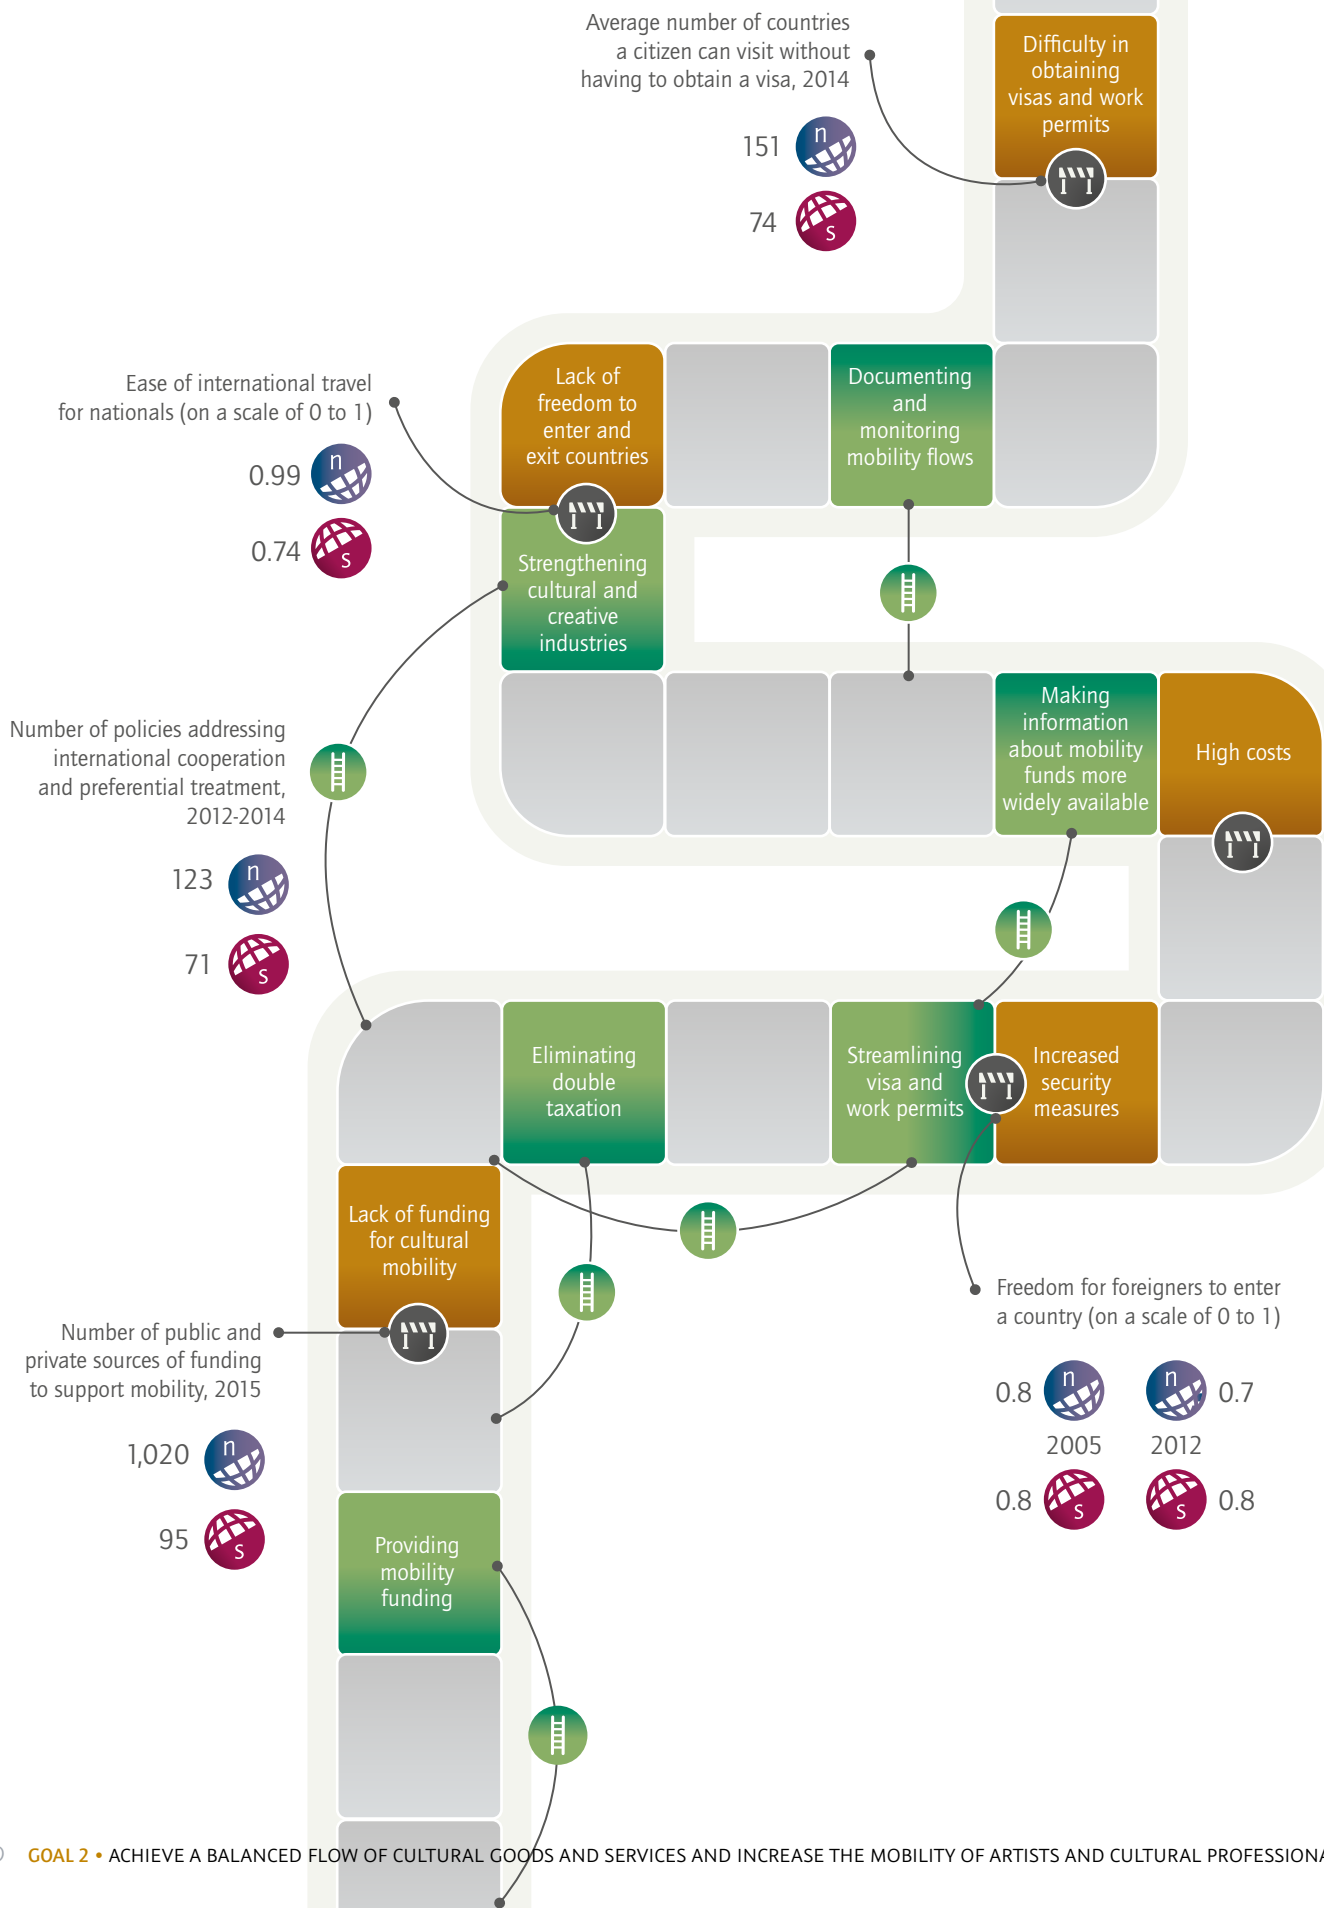 Average number of countries
a citizen can visit without
having to obtain a visa, 2014
151
n
74
s
Difficulty in
obtaining
visas and work
permits
Ease of international travel
for nationals (on a scale of 0 to 1)
0.99
n
0.74
s
Lack of
freedom to
enter and
exit countries
Documenting
and
monitoring
mobility flows
Strengthening
cultural and
creative
industries
Number of policies addressing
international cooperation
and preferential treatment,
2012-2014
123
n
71
s
Making
information
about mobility
funds more
widely available
High costs
Eliminating
double
taxation
Streamlining
visa and
work permits
Increased
security
measures
Lack of funding
for cultural
mobility
Number of public and
private sources of funding
to support mobility, 2015
1,020
n
95
s
Freedom for foreigners to enter
a country (on a scale of 0 to 1)
0.8
n
n
0.7
2005
2012
0.8
s
s
0.8
Providing
mobility
funding
GOAL 2 • ACHIEVE A BALANCED FLOW OF CULTURAL GOODS AND SERVICES AND INCREASE THE MOBILITY OF ARTISTS AND CULTURAL